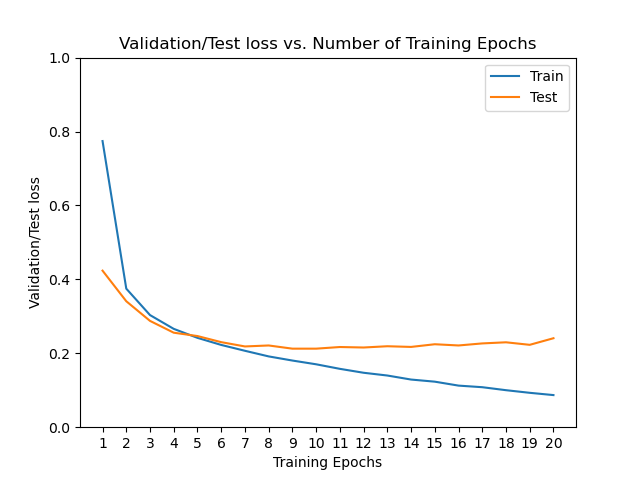 Validation/Test loss vs. Number of Training Epochs
Train
Test
Validation/Test loss
1.0
0.8
0.6
0.4
0.2
0.0
1 2 3 4 5 6 7 8 9 10 11 12 13 14 15 16 17 18 19 20
Training Epochs